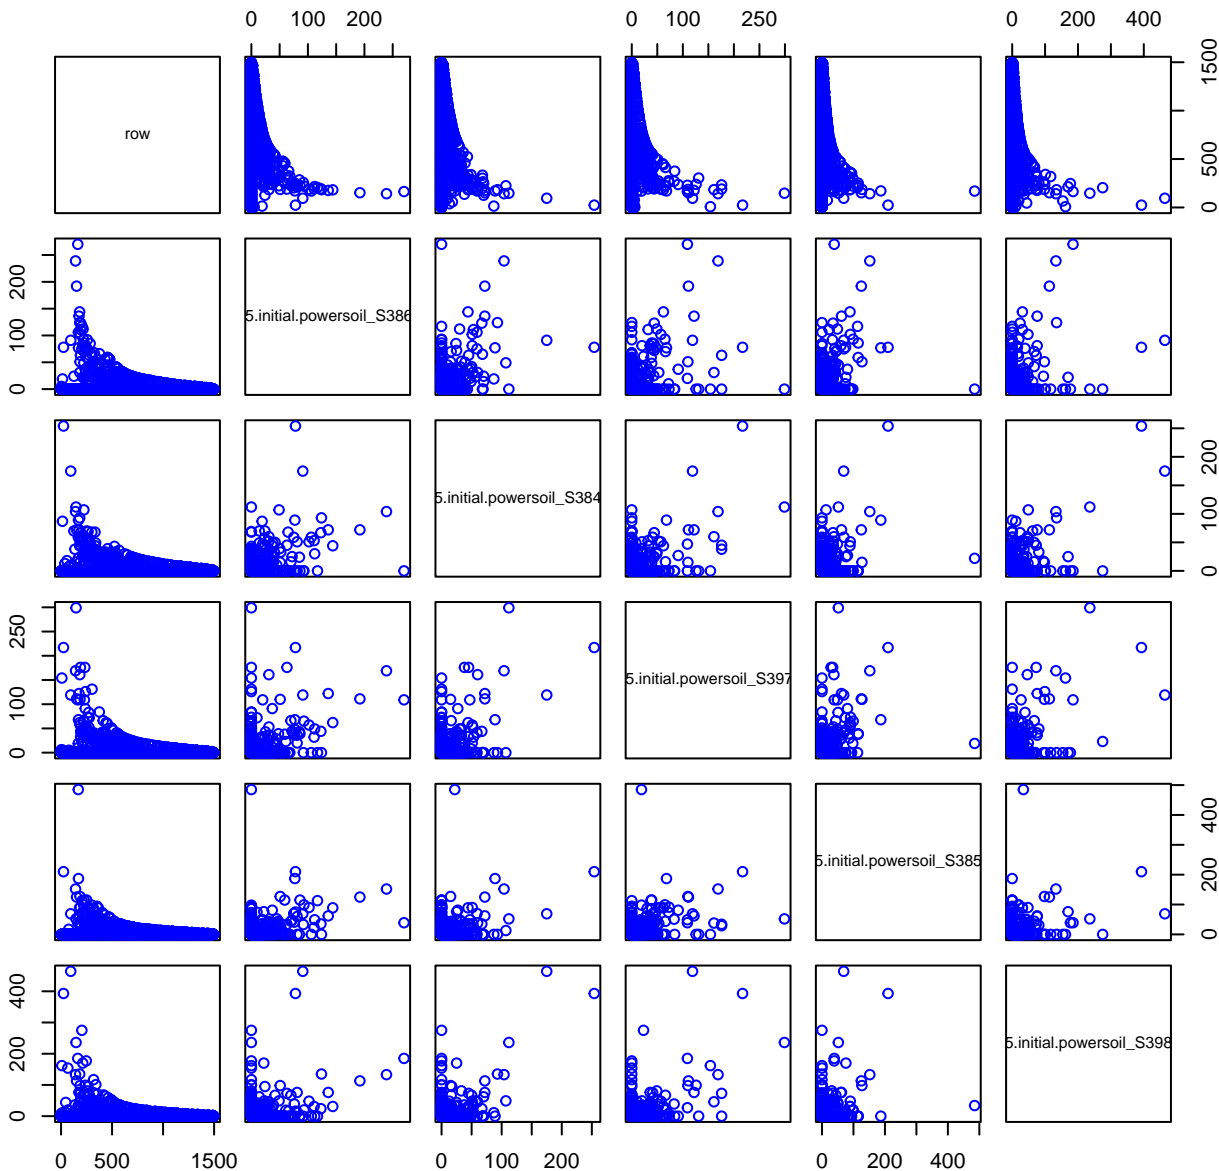 0 100 200
0 100 250
0 200 400
row
0 500 1500
0 100 200
5.initial.powersoil_S386
5.initial.powersoil_S384
0 100 200
0 100 250
5.initial.powersoil_S397
5.initial.powersoil_S385
0 200 400
0 200 400
5.initial.powersoil_S398
0 500 1500
0 100 200
0 200 400